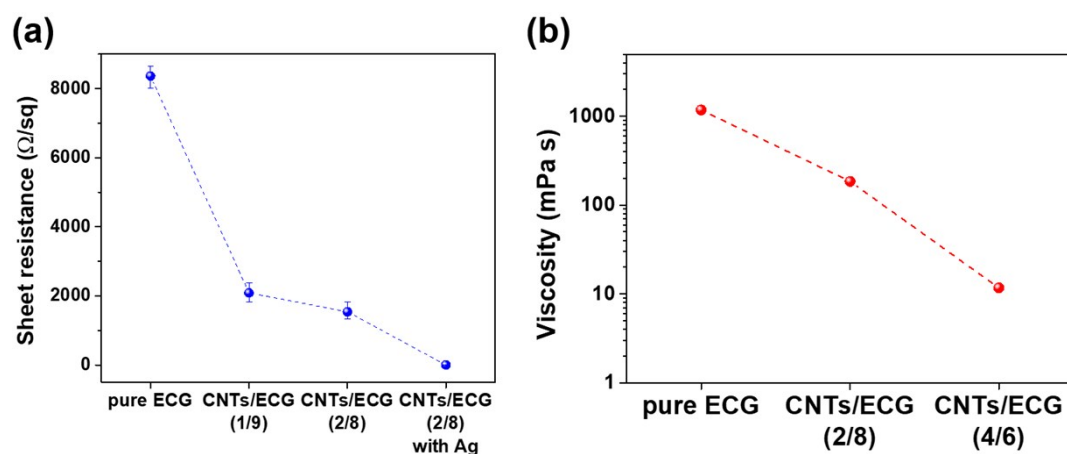 (a)
Sheet resistance (Ω/sq)
8000
6000
4000
2000
0
pure ECG
CNTs/ECG
(1/9)
CNTs/ECG
(2/8)
CNTs/ECG
(2/8)
with Ag
(b)
Viscosity (mPa s)
1000
100
10
1
pure ECG
CNTs/ECG
(2/8)
CNTs/ECG
(4/6)